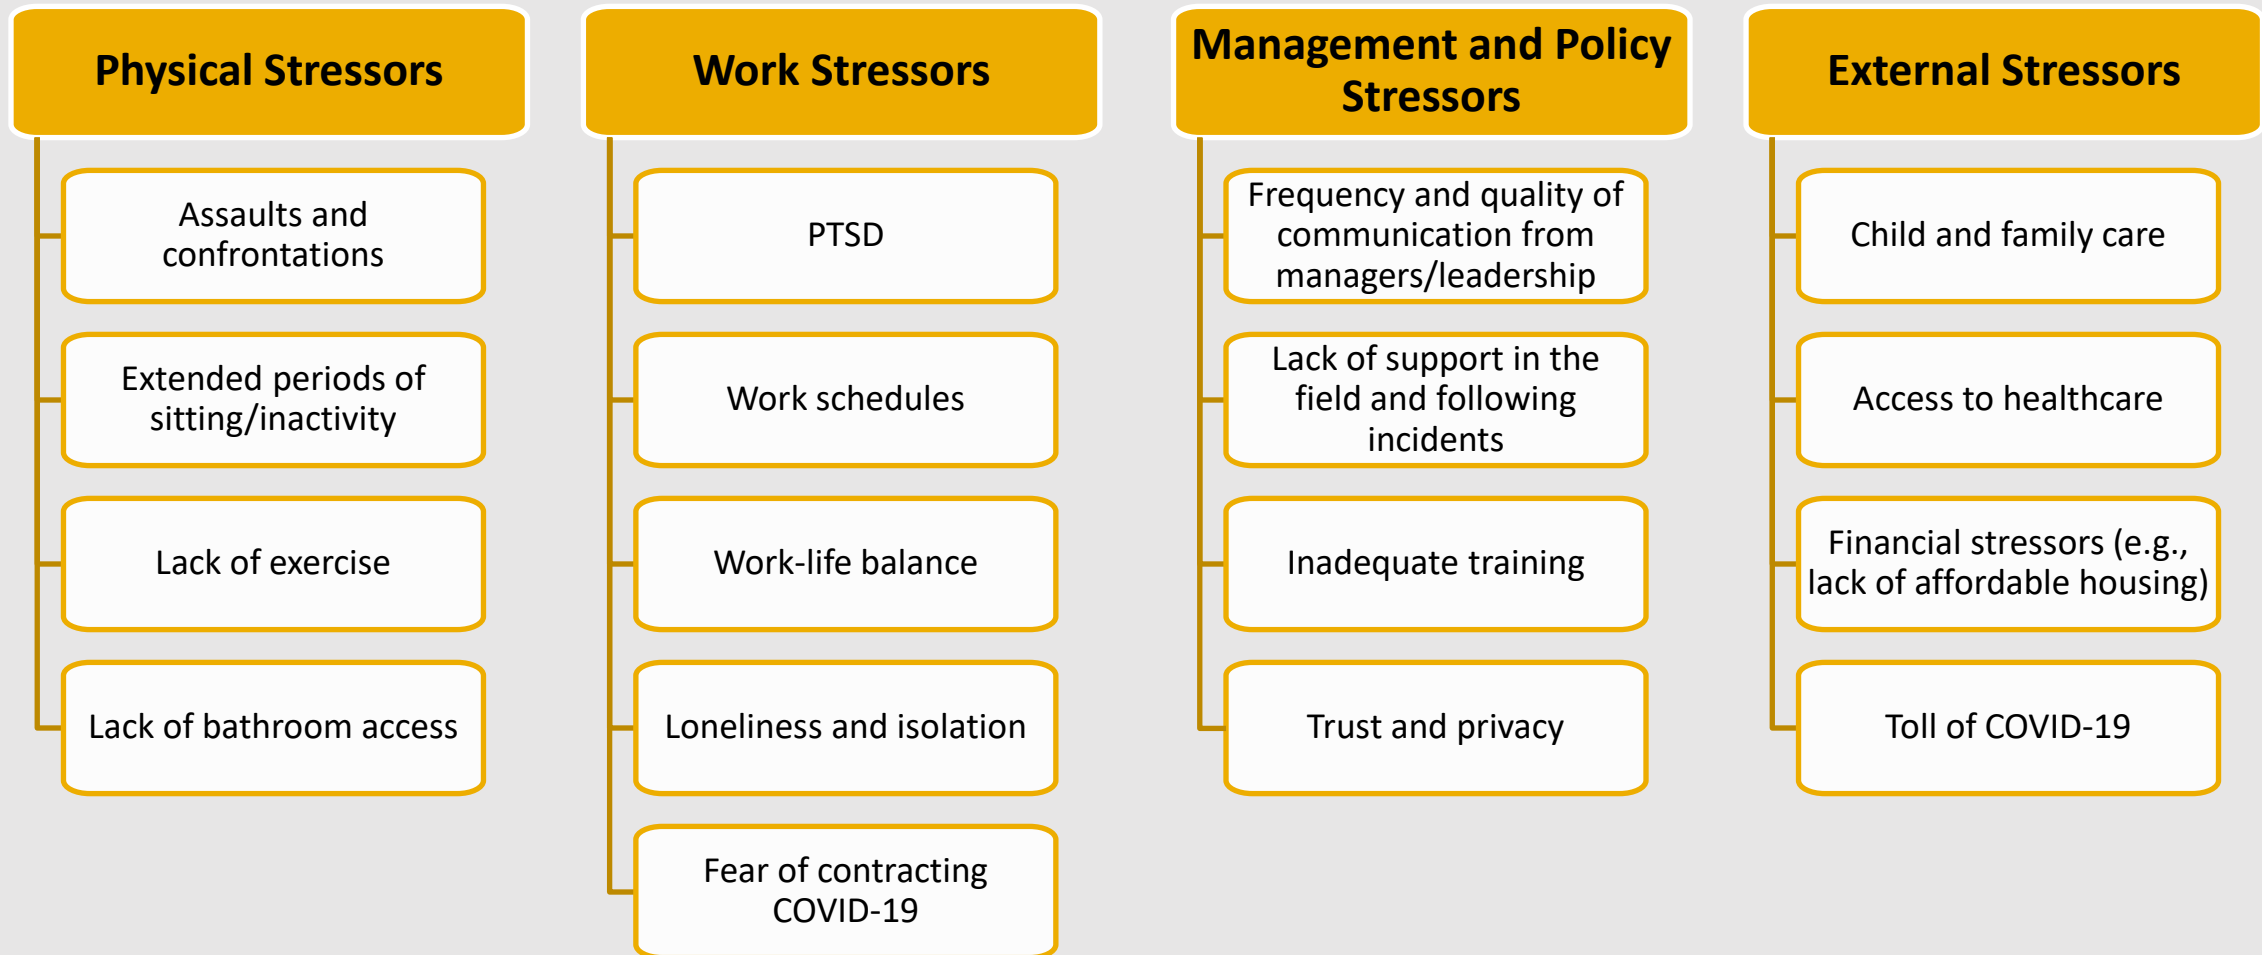 Physical Stressors
Assaults and
confrontations
Extended periods of
sitting/inactivity
Lack of exercise
Lack of bathroom access
Work Stressors
PTSD
Work schedules
Work-life balance
Loneliness and isolation
Fear of contracting
COVID-19
Management and Policy
Stressors
Frequency and quality of
communication from
managers/leadership
Lack of support in the
field and following
incidents
Inadequate training
Trust and privacy
External Stressors
Child and family care
Access to healthcare
Financial stressors (e.g.,
lack of affordable housing)
Toll of COVID-19